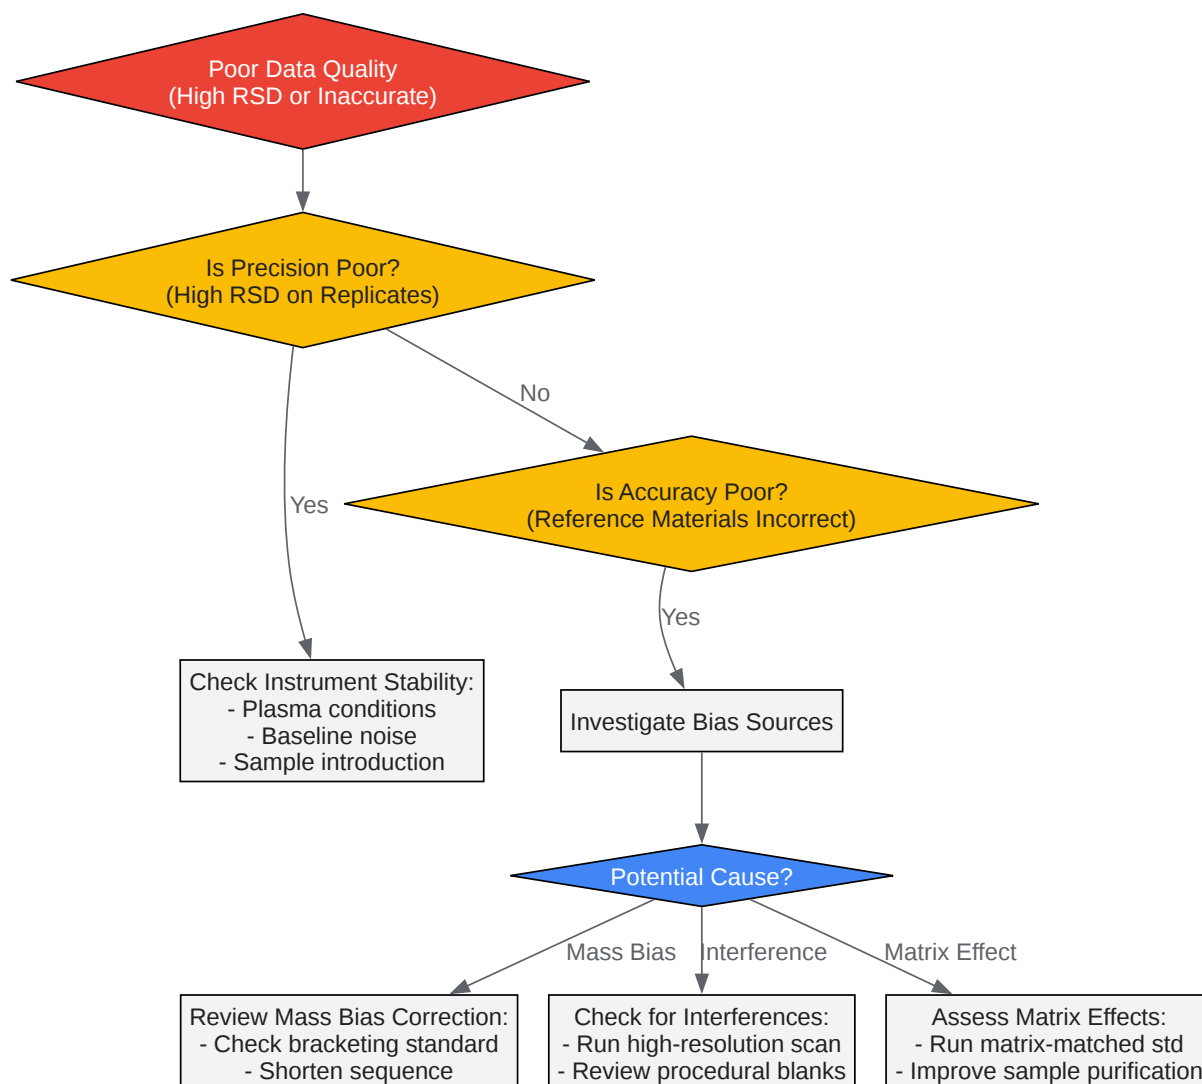 Poor Data Quality
(High RSD or Inaccurate)
Is Precision Poor?
(High RSD on Replicates)
No
Is Accuracy Poor?
(Reference Materials Incorrect)
Yes
Yes
Check Instrument Stability:
- Plasma conditions
- Baseline noise
- Sample introduction
Investigate Bias Sources
Potential Cause?
Mass Bias
Interference
Matrix Effect
Review Mass Bias Correction:
- Check bracketing standard
- Shorten sequence
Check for Interferences:
- Run high-resolution scan
- Review procedural blanks
Assess Matrix Effects:
- Run matrix-matched std
- Improve sample purification